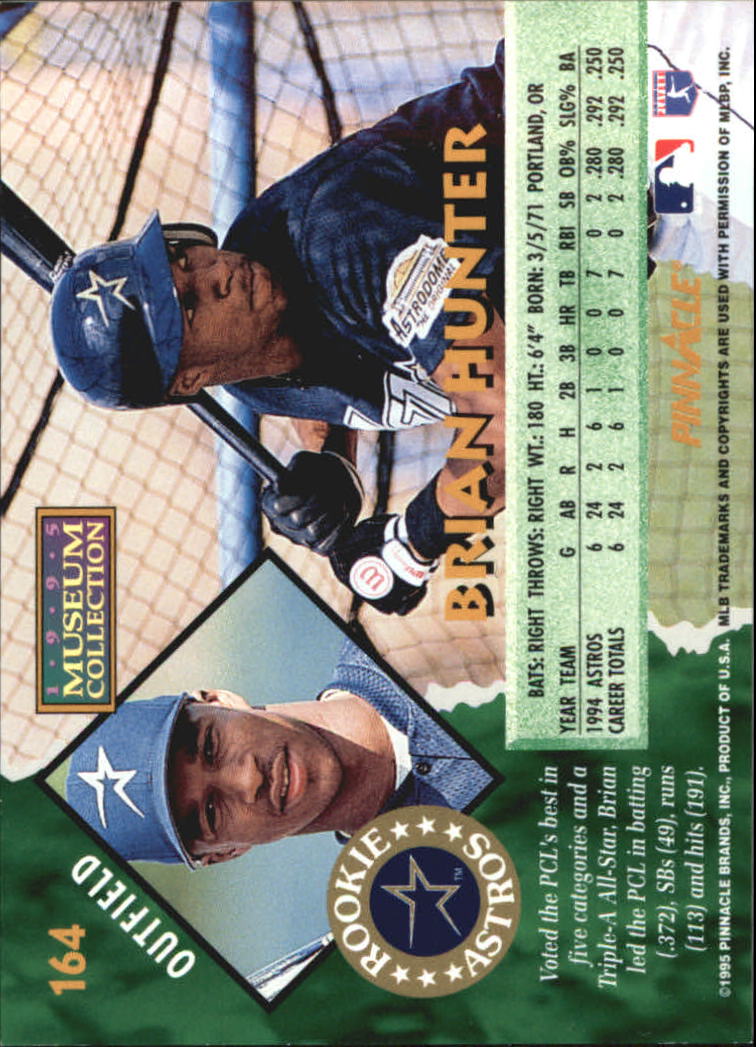 164
OUTFIELD
1·9·9·5
MUSEUM
COLLECTION
ROOKIE
ASTROS
TM
ASTRODOME
BRIAN HUNTER
BATS: RIGHT THROWS: RIGHT WT.: 180 HT.: 6'4" BORN: 3/5/71 PORTLAND, OR
YEAR TEAM G AB R H 2B 3B HR TB RBI SB OB% SLG% BA
1994 ASTROS 6 24 2 6 1 0 0 7 0 2 .280 .292 .250
CAREER TOTALS 6 24 2 6 1 0 0 7 0 2 .280 .292 .250
Voted the PCL's best in
five categories and a
Triple-A All-Star, Brian
led the PCL in batting
(.372), SBs (49), runs
(113) and hits (191).
PINNACLE®
©1995 PINNACLE BRANDS, INC., PRODUCT OF U.S.A. MLB TRADEMARKS AND COPYRIGHTS ARE USED WITH PERMISSION OF MLBP, INC.